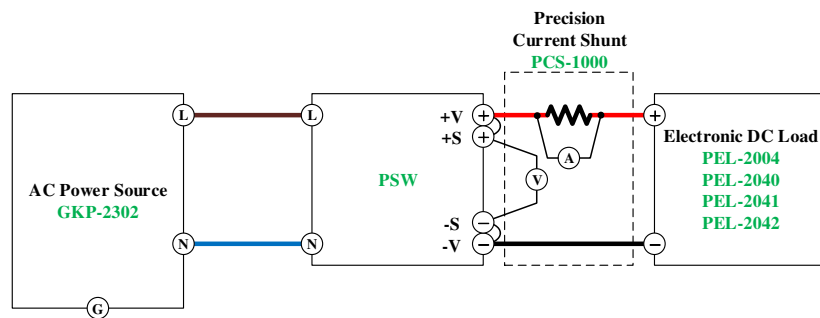 Precision
Current Shunt
PCS-1000
L
L
+V
+
+
+S
+
A
Electronic DC Load
PEL-2004
PEL-2040
PEL-2041
PEL-2042
AC Power Source
GKP-2302
PSW
V
-S
−
N
N
-V
−
−
G